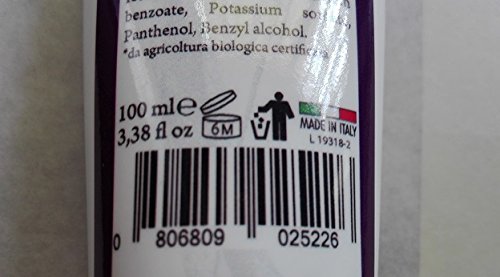 benzoate, Potassium
Panthenol, Benzyl alcohol.
*da agricoltura biologica certificata
100 ml℮
3,38 fl oz
6M
MADE IN ITALY
L 19318-2
0 806809 025226